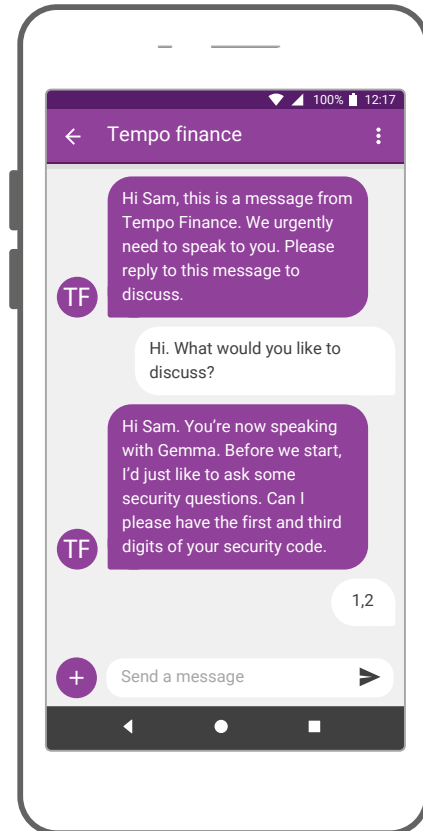 100% 12:17
Tempo finance
Hi Sam, this is a message from
Tempo Finance. We urgently
need to speak to you. Please
reply to this message to
discuss.
TF
Hi. What would you like to
discuss?
Hi Sam. You’re now speaking
with Gemma. Before we start,
I’d just like to ask some
security questions. Can I
please have the first and third
digits of your security code.
TF
1,2
Send a message